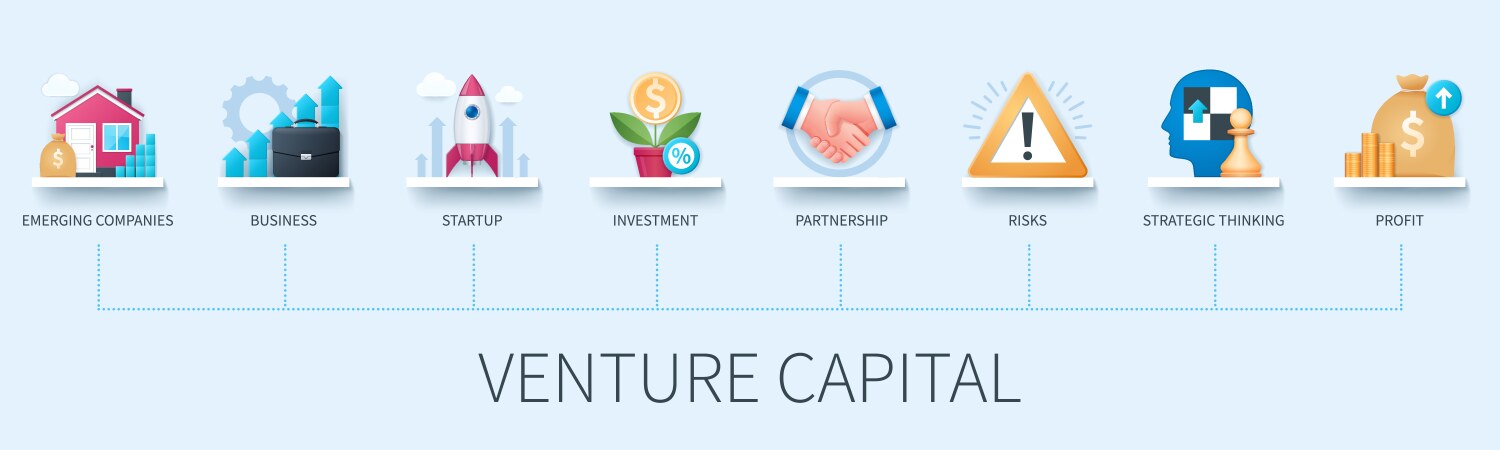 $
$
%
$
EMERGING COMPANIES
BUSINESS
STARTUP
INVESTMENT
PARTNERSHIP
RISKS
STRATEGIC THINKING
PROFIT
VENTURE CAPITAL